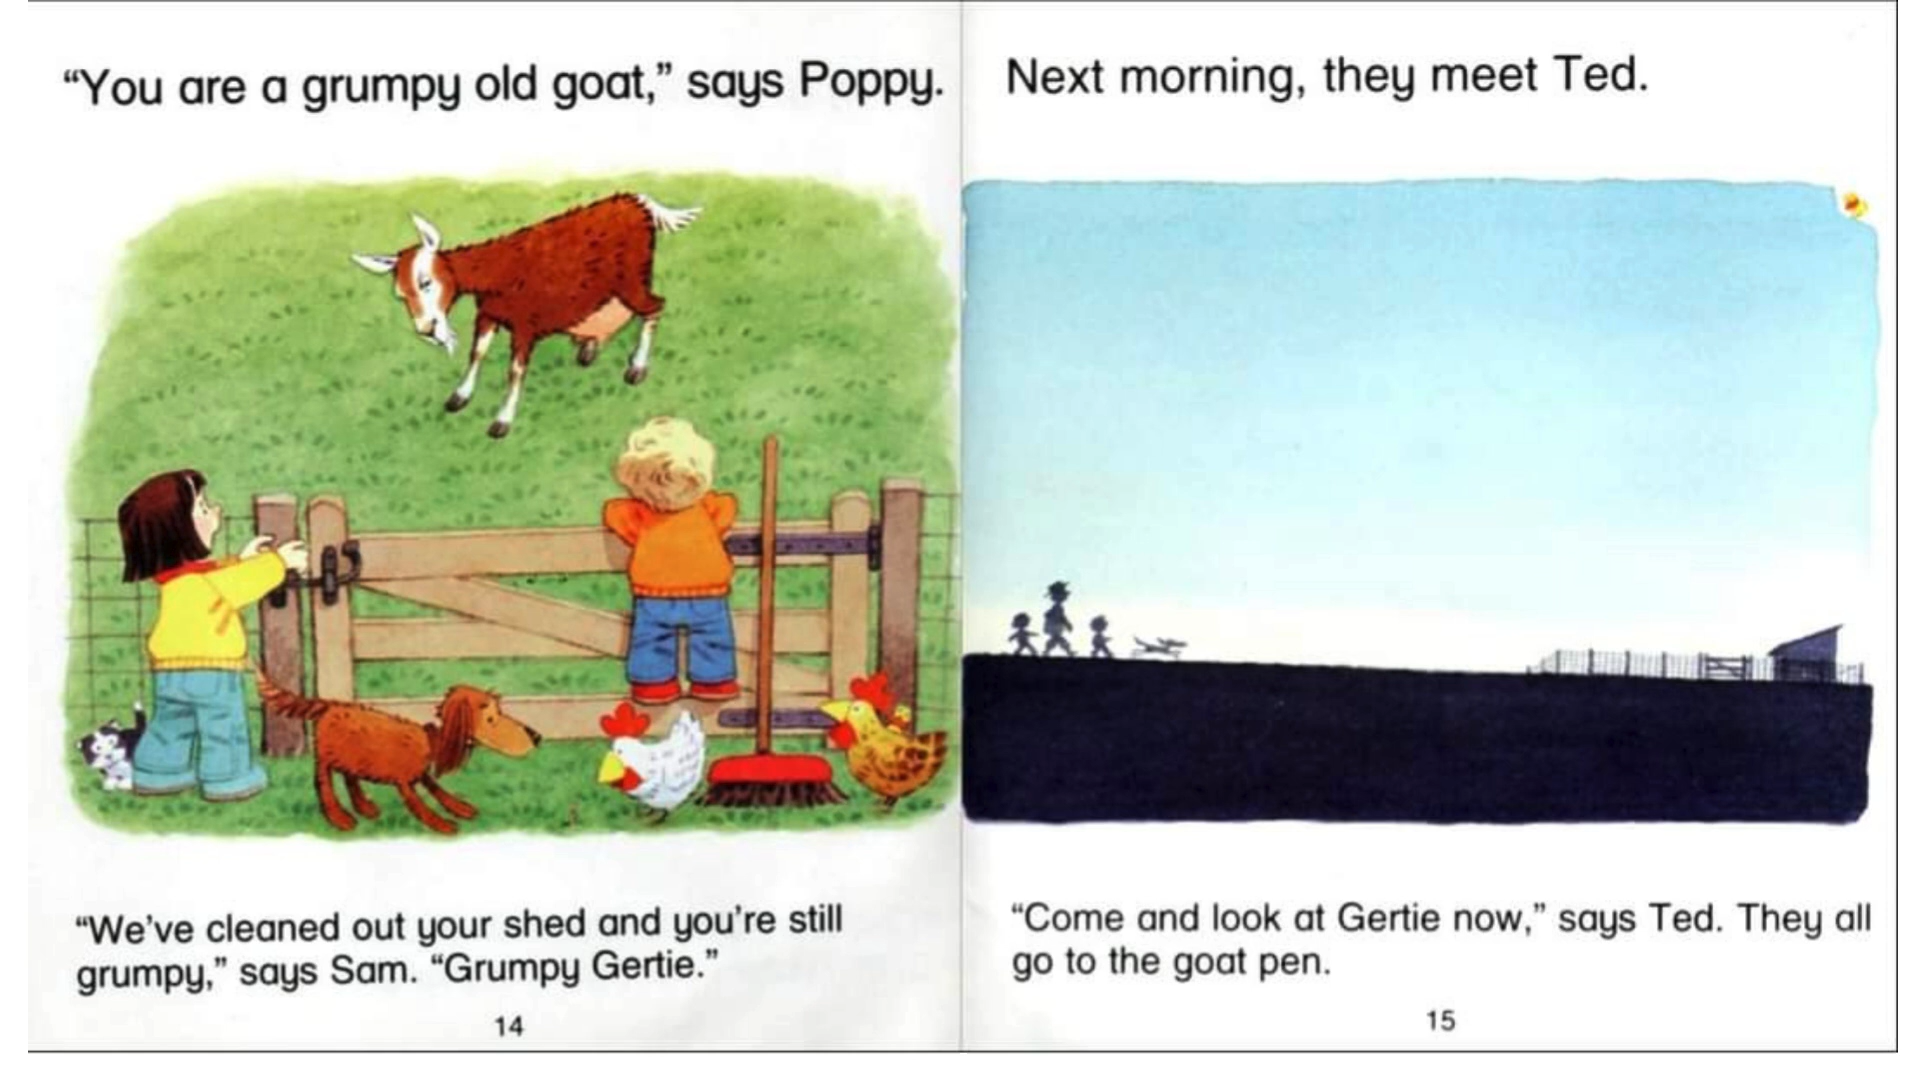 “You are a grumpy old goat,” says Poppy.
“We’ve cleaned out your shed and you’re still
grumpy,” says Sam. “Grumpy Gertie.”
14
Next morning, they meet Ted.
“Come and look at Gertie now,” says Ted. They all
go to the goat pen.
15